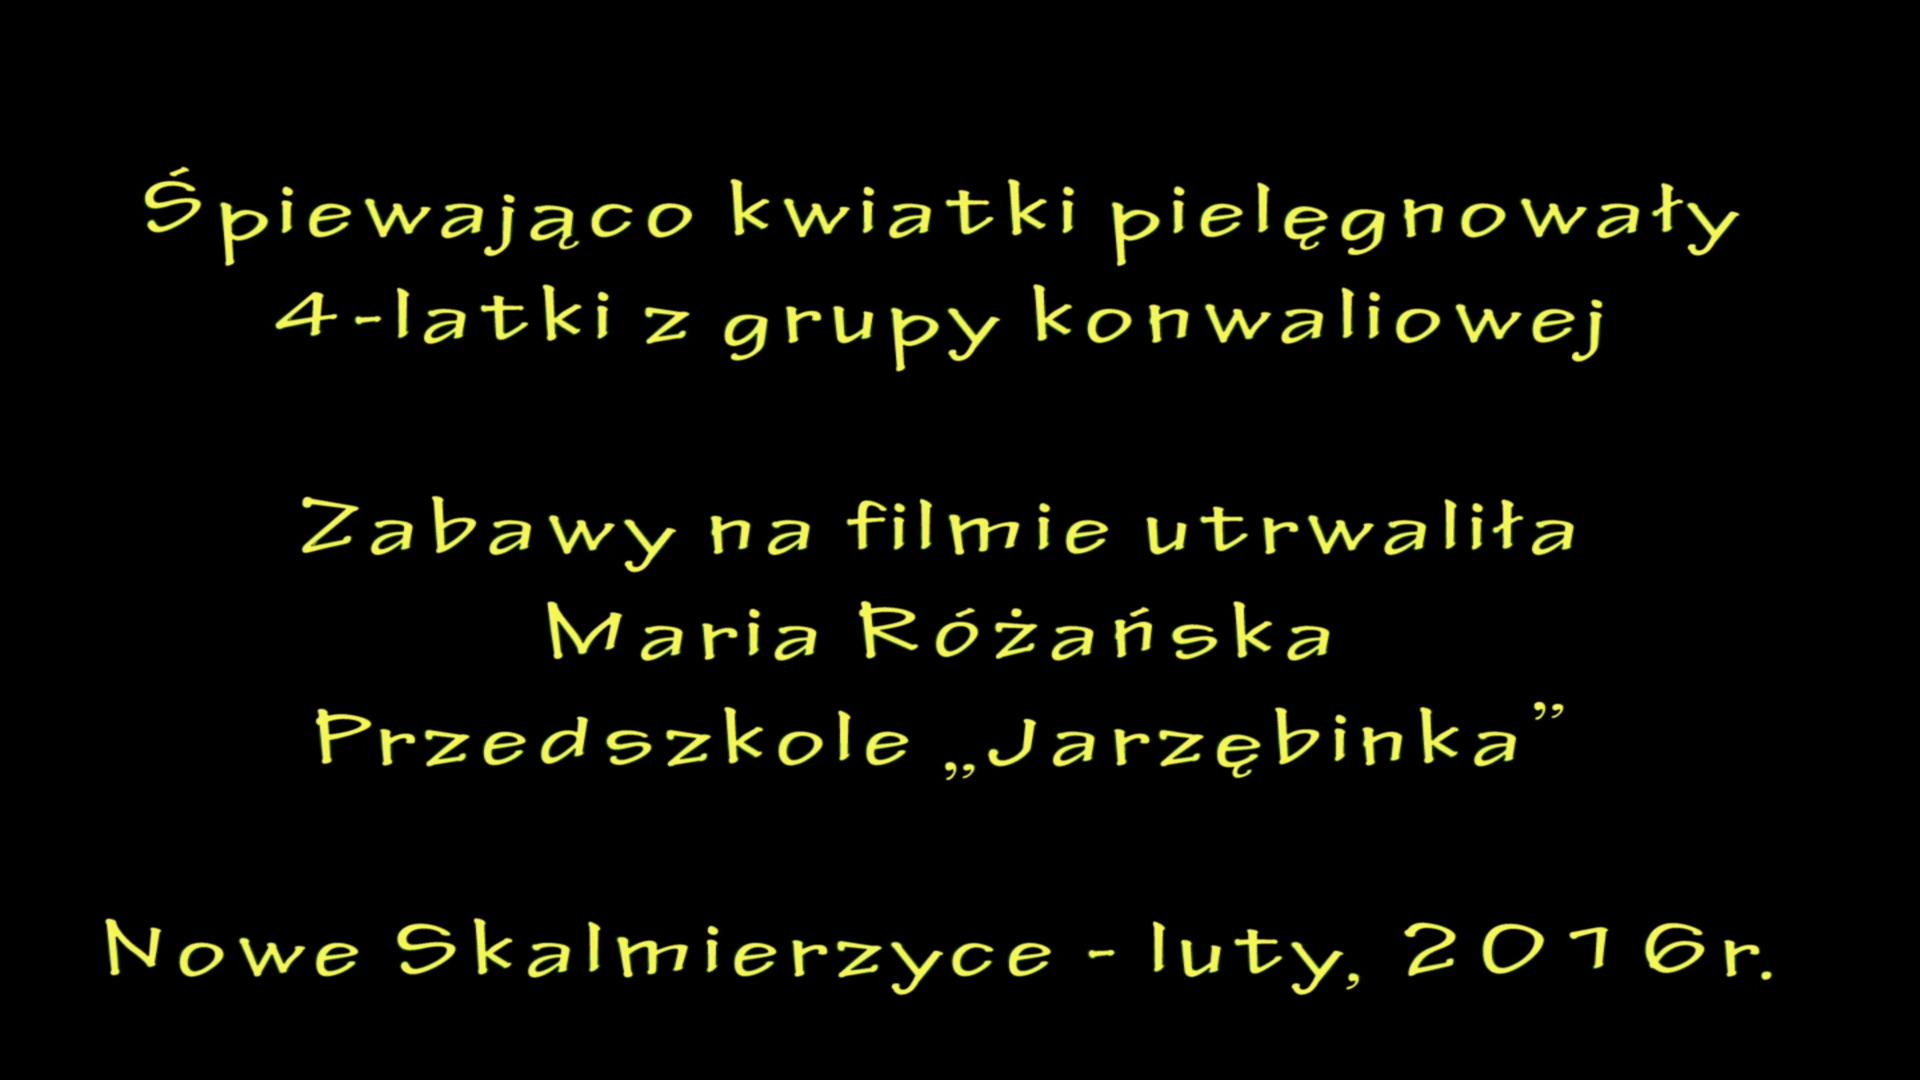 Śpiewająco kwiatki pielęgnowały
4-latki z grupy konwaliowej
Zabawy na filmie utrwaliła
Maria Różańska
Przedszkole „Jarzębinka”
Nowe Skalmierzyce - luty, 2016r.